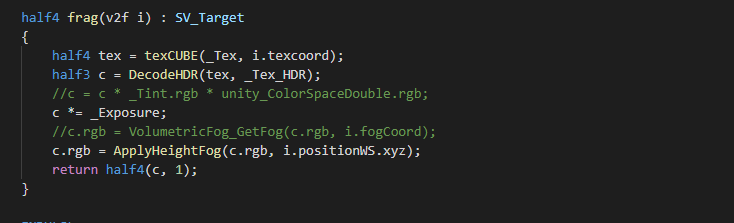 half4 frag(v2f i) : SV_Target
{
    half4 tex = texCUBE(_Tex, i.texcoord);
    half3 c = DecodeHDR(tex, _Tex_HDR);
    //c = c * _Tint.rgb * unity_ColorSpaceDouble.rgb;
    c *= _Exposure;
    //c.rgb = VolumetricFog_GetFog(c.rgb, i.fogCoord);
    c.rgb = ApplyHeightFog(c.rgb, i.positionWS.xyz);
    return half4(c, 1);
}